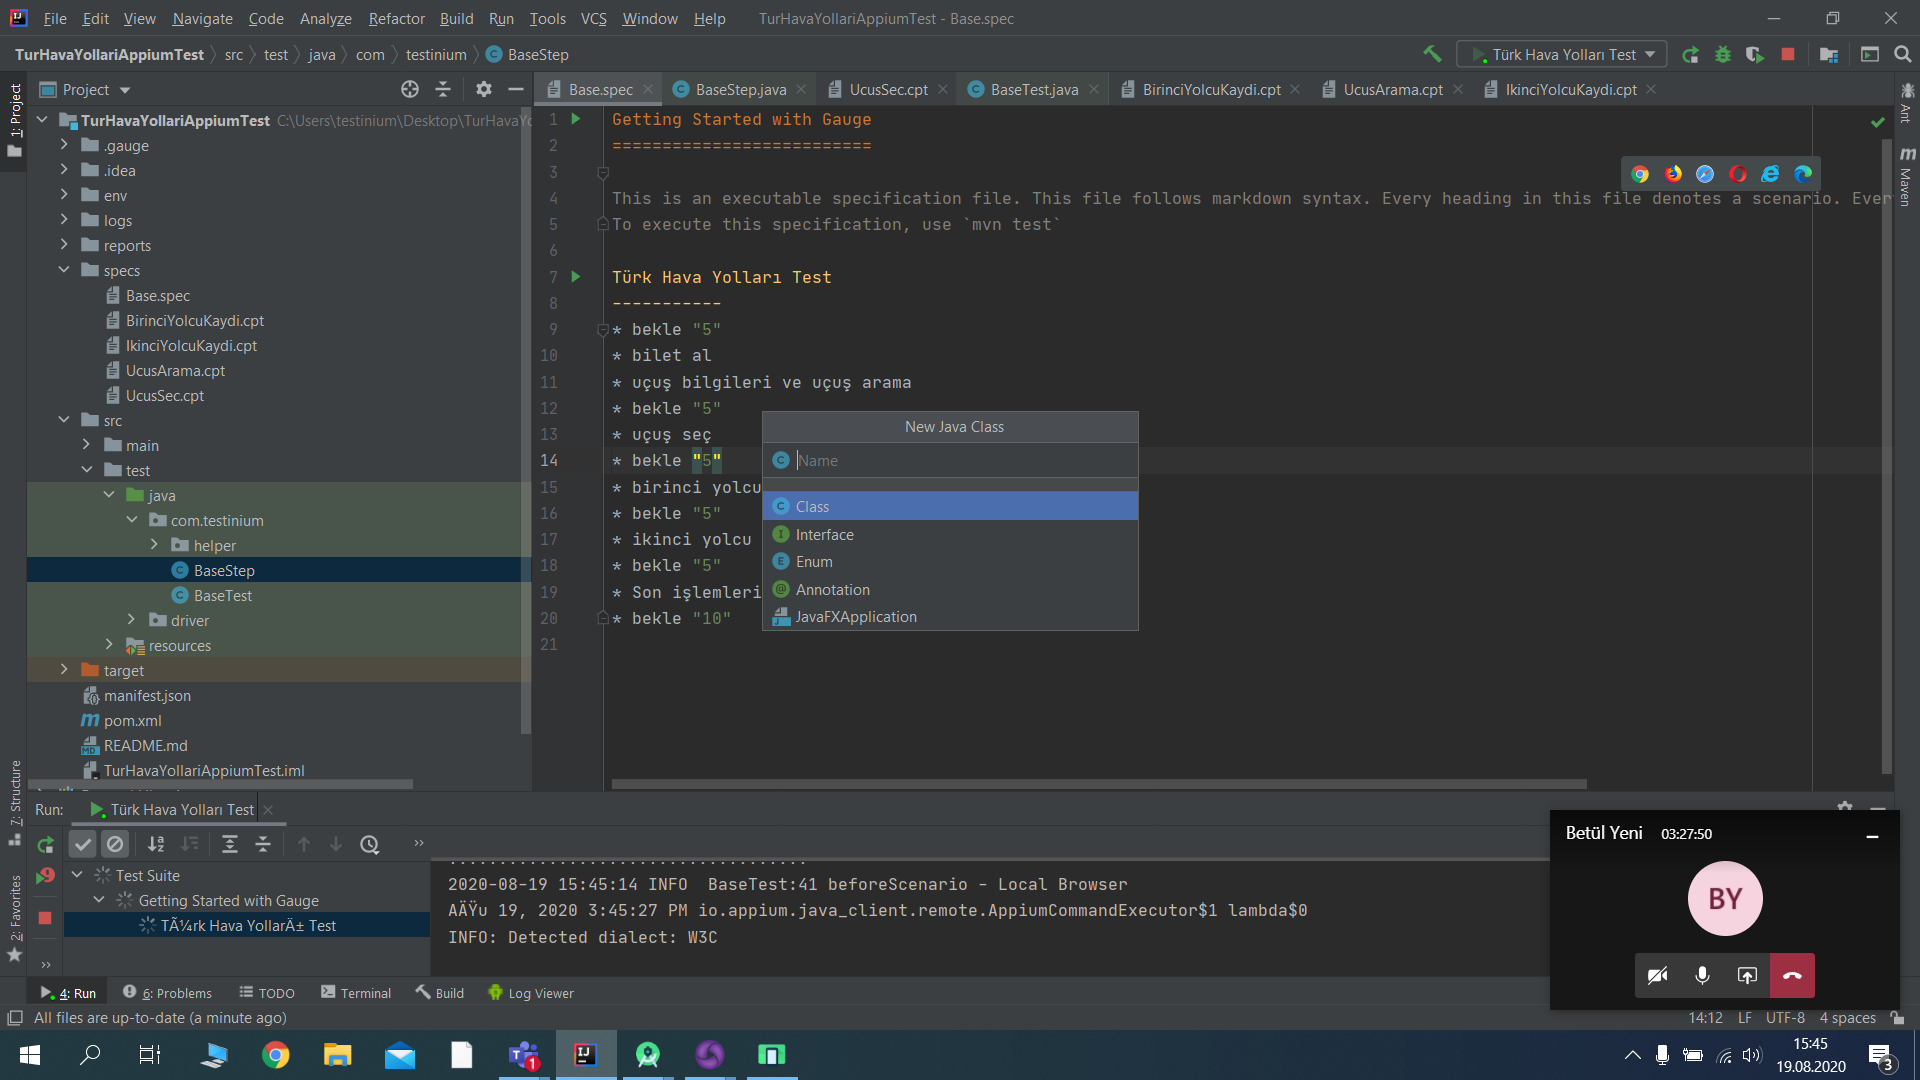 File Edit View Navigate Code Analyze Refactor Build Run Tools VCS Window Help TurHavaYollariAppiumTest - Base.spec
TurHavaYollariAppiumTest src test java com testinium BaseStep
Türk Hava Yolları Test
1: Project
7: Structure
2: Favorites
Project
TurHavaYollariAppiumTest C:\Users\testinium\Desktop\TurHavaYo
.gauge
.idea
env
logs
reports
specs
Base.spec
BirinciYolcuKaydi.cpt
IkinciYolcuKaydi.cpt
UcusArama.cpt
UcusSec.cpt
src
main
test
java
com.testinium
helper
BaseStep
BaseTest
driver
resources
target
manifest.json
pom.xml
README.md
TurHavaYollariAppiumTest.iml
Base.spec BaseStep.java UcusSec.cpt BaseTest.java BirinciYolcuKaydi.cpt UcusArama.cpt IkinciYolcuKaydi.cpt
Ant
Maven
1 Getting Started with Gauge
2 ==========================
3
4 This is an executable specification file. This file follows markdown syntax. Every heading in this file denotes a scenario. Ever
5 To execute this specification, use `mvn test`
6
7 Türk Hava Yolları Test
8 -----------
9 * bekle "5"
10 * bilet al
11 * uçuş bilgileri ve uçuş arama
12 * bekle "5"
13 * uçuş seç
14 * bekle "5"
15 * birinci yolcu
16 * bekle "5"
17 * ikinci yolcu
18 * bekle "5"
19 * Son işlemleri
20 * bekle "10"
21
New Java Class
Name
Class
Interface
Enum
Annotation
JavaFXApplication
Run: Türk Hava Yolları Test
Test Suite
Getting Started with Gauge
TÃ¼rk Hava YollarÄ± Test
2020-08-19 15:45:14 INFO  BaseTest:41 beforeScenario - Local Browser
AÄŸu 19, 2020 3:45:27 PM io.appium.java_client.remote.AppiumCommandExecutor$1 lambda$0
INFO: Detected dialect: W3C
Betül Yeni 03:27:50
BY
4: Run 6: Problems TODO Terminal Build Log Viewer
All files are up-to-date (a minute ago)
14:12 LF UTF-8 4 spaces
1
15:45
19.08.2020
3